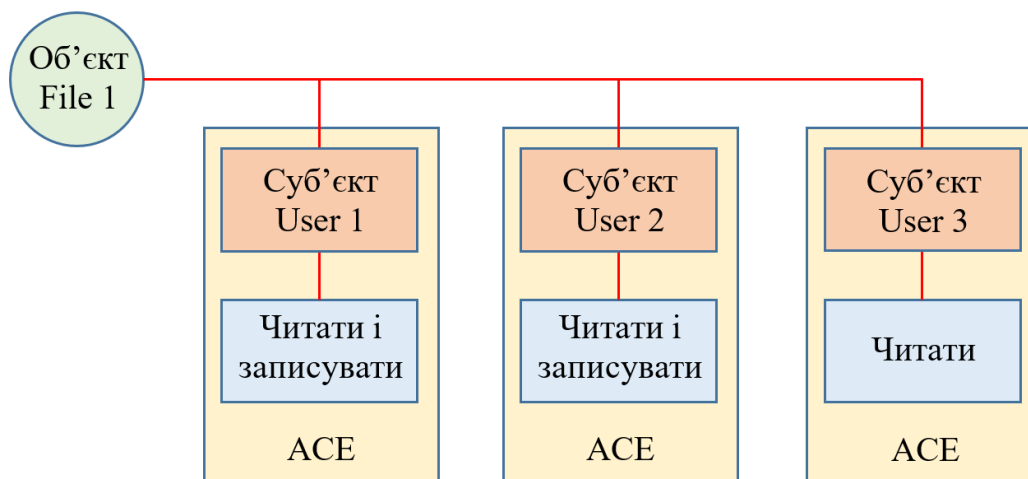 Об’єкт
File 1
Суб’єкт
User 1
Читати і
записувати
ACE
Суб’єкт
User 2
Читати і
записувати
ACE
Суб’єкт
User 3
Читати
ACE